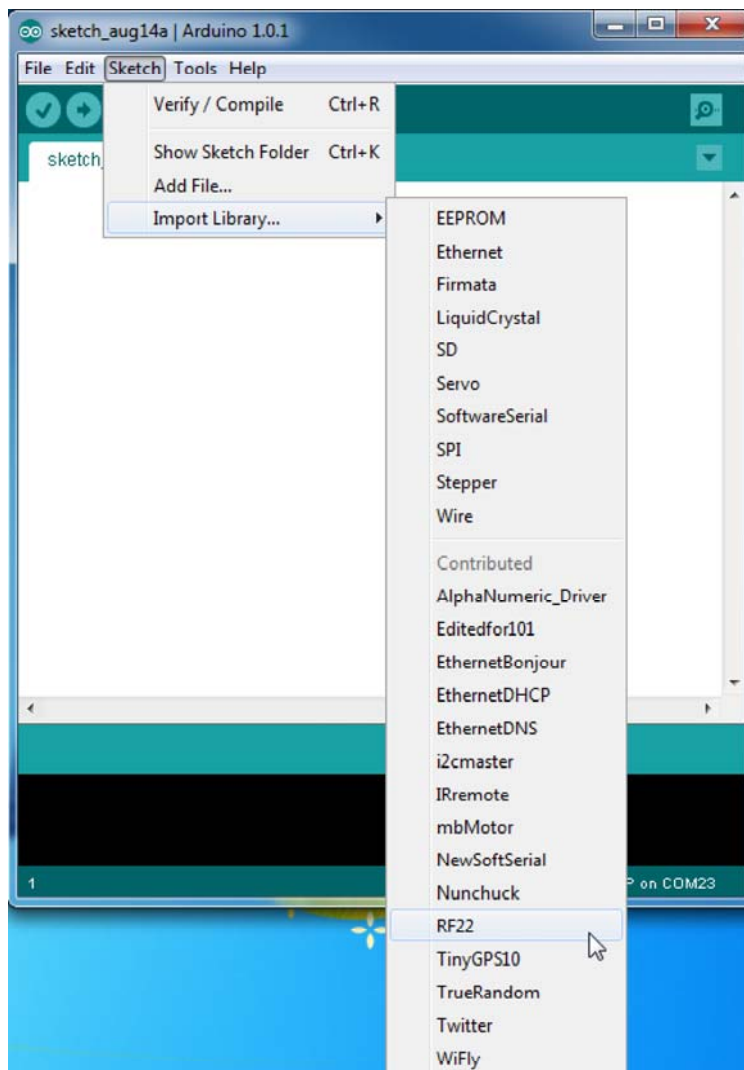 sketch_aug14a | Arduino 1.0.1
File Edit Sketch Tools Help
Verify / Compile Ctrl+R
Show Sketch Folder Ctrl+K
sketch_
Add File...
Import Library...
EEPROM
Ethernet
Firmata
LiquidCrystal
SD
Servo
SoftwareSerial
SPI
Stepper
Wire
Contributed
AlphaNumeric_Driver
Editedfor101
EthernetBonjour
EthernetDHCP
EthernetDNS
i2cmaster
IRremote
mbMotor
NewSoftSerial
Nunchuck
1
P on COM23
RF22
TinyGPS10
TrueRandom
Twitter
WiFly